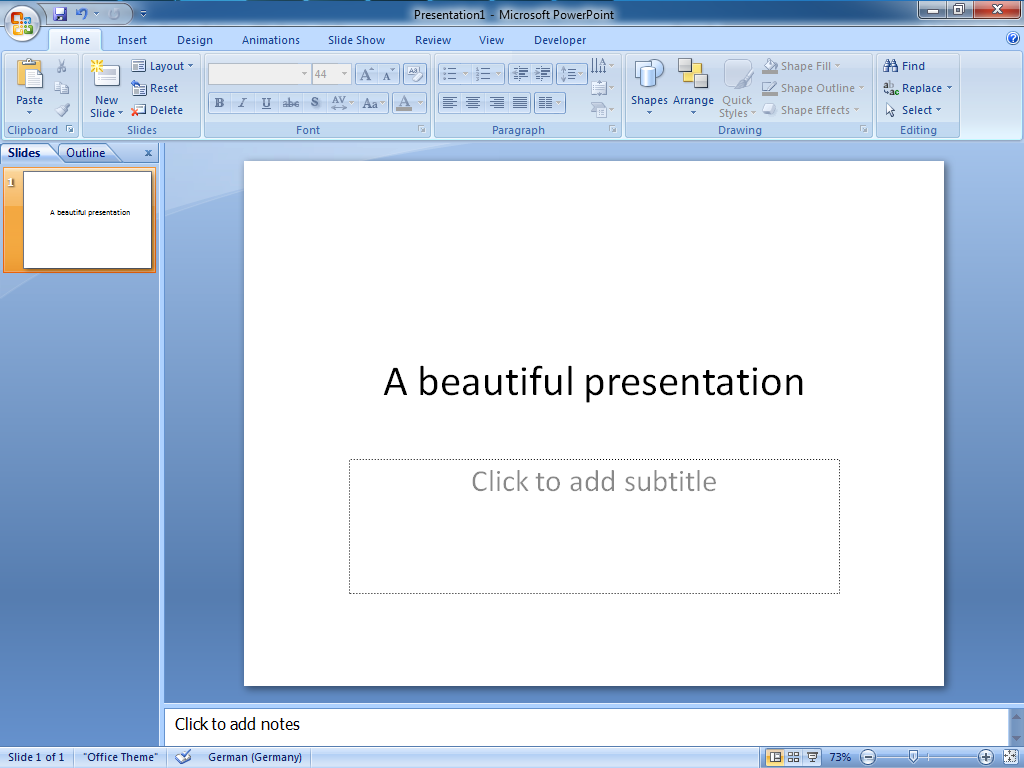 Presentation1 - Microsoft PowerPoint
Home Insert Design Animations Slide Show Review View Developer
Paste
Clipboard
New Slide
Layout
Reset
Delete
Slides
44
B I U abc S AV Aa A
Font
Paragraph
Shapes Arrange Quick Styles
Shape Fill
Shape Outline
Shape Effects
Drawing
Find
Replace
Select
Editing
Slides Outline x
1
A beautiful presentation
A beautiful presentation
Click to add subtitle
Click to add notes
Slide 1 of 1 "Office Theme" German (Germany) 73%